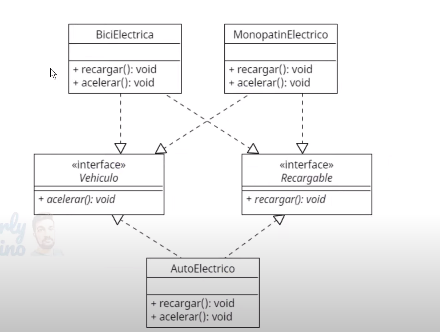 BiciElectrica
+ recargar(): void
+ acelerar(): void
MonopatinElectrico
+ recargar(): void
+ acelerar(): void
«interface»
Vehiculo
+ acelerar(): void
«interface»
Recargable
+ recargar(): void
AutoElectrico
+ recargar(): void
+ acelerar(): void